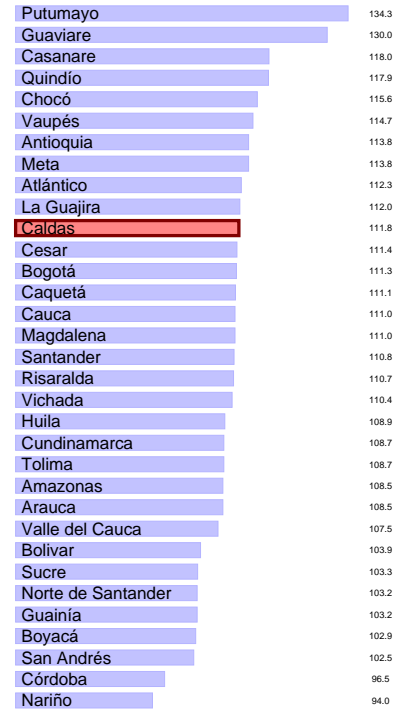 Putumayo 134.3
Guaviare 130.0
Casanare 118.0
Quindío 117.9
Chocó 115.6
Vaupés 114.7
Antioquia 113.8
Meta 113.8
Atlántico 112.3
La Guajira 112.0
Caldas 111.8
Cesar 111.4
Bogotá 111.3
Caquetá 111.1
Cauca 111.0
Magdalena 111.0
Santander 110.8
Risaralda 110.7
Vichada 110.4
Huila 108.9
Cundinamarca 108.7
Tolima 108.7
Amazonas 108.5
Arauca 108.5
Valle del Cauca 107.5
Bolivar 103.9
Sucre 103.3
Norte de Santander 103.2
Guainía 103.2
Boyacá 102.9
San Andrés 102.5
Córdoba 96.5
Nariño 94.0